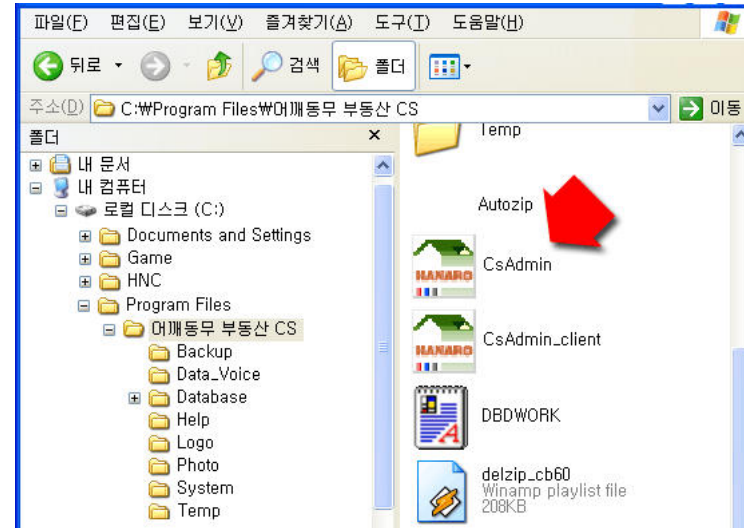 파일(F) 편집(E) 보기(V) 즐겨찾기(A) 도구(T) 도움말(H)
뒤로 검색 폴더
주소(D) C:₩Program Files₩어깨동무 부동산 CS 이동
폴더
내 문서
내 컴퓨터
로컬 디스크 (C:)
Documents and Settings
Game
HNC
Program Files
어깨동무 부동산 CS
Backup
Data_Voice
Database
Help
Logo
Photo
System
Temp
Temp
Autozip
HANARO
CsAdmin
HANARO
CsAdmin_client
DBDWORK
delzip_cb60
Winamp playlist file
208KB